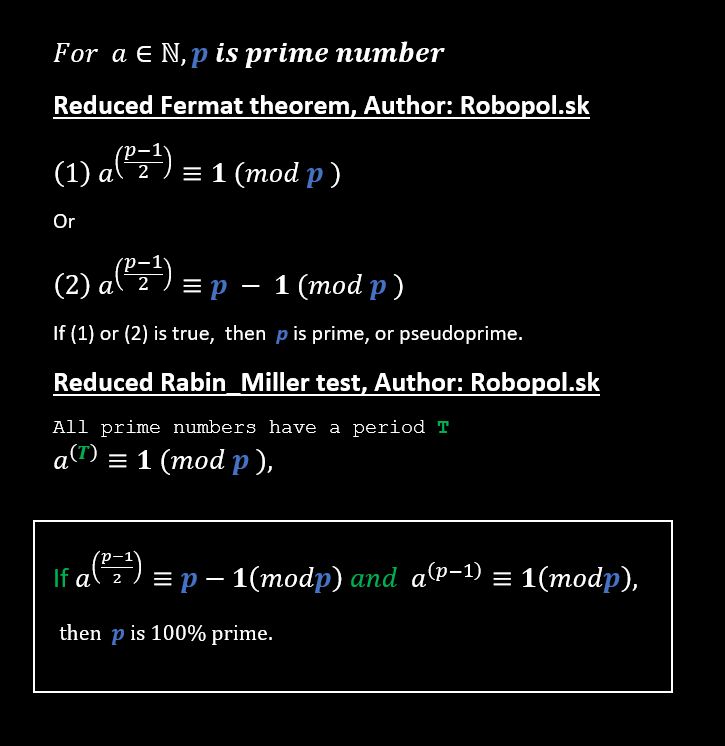 For a ∈ ℕ, p is prime number
Reduced Fermat theorem, Author: Robopol.sk
(1) a^((p−1)/2) ≡ 1 (mod p )
Or
(2) a^((p−1)/2) ≡ p − 1 (mod p )
If (1) or (2) is true, then p is prime, or pseudoprime.
Reduced Rabin_Miller test, Author: Robopol.sk
All prime numbers have a period T
a^(T) ≡ 1 (mod p ),
If a^((p−1)/2) ≡ p − 1(modp) and a^(p−1) ≡ 1(modp),
then p is 100% prime.